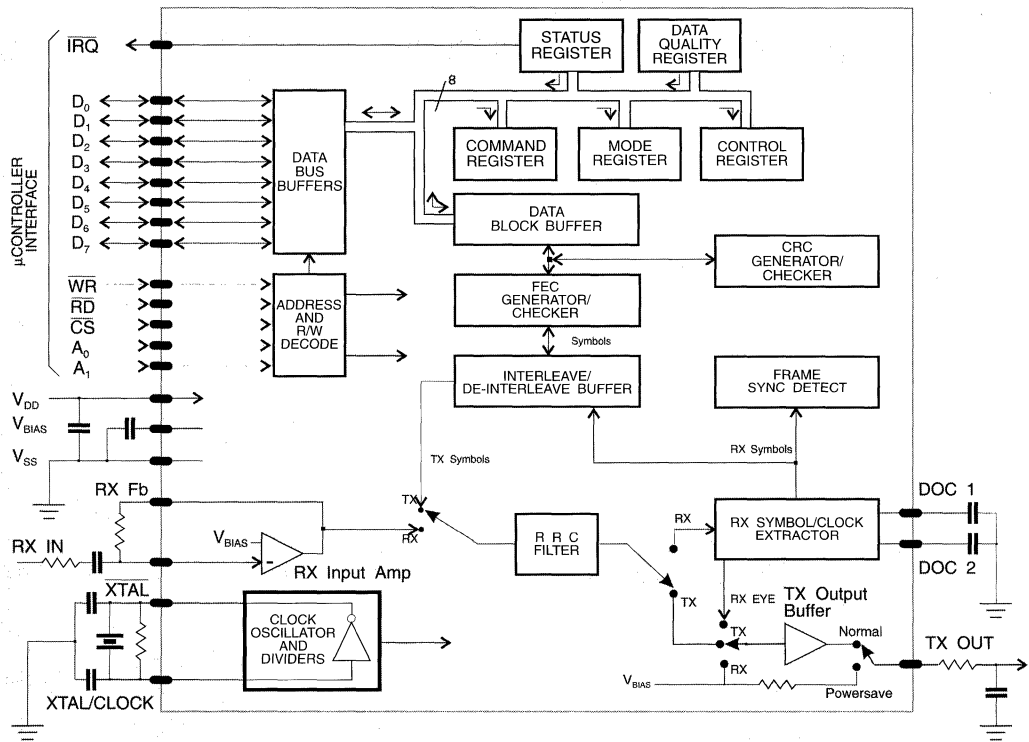 IRQ
STATUS
REGISTER
DATA
QUALITY
REGISTER
8
D0
D1
D2
D3
D4
D5
D6
D7
DATA
BUS
BUFFERS
COMMAND
REGISTER
MODE
REGISTER
CONTROL
REGISTER
µCONTROLLER
INTERFACE
DATA
BLOCK BUFFER
CRC
GENERATOR/
CHECKER
WR
RD
CS
A0
A1
ADDRESS
AND
R/W
DECODE
FEC
GENERATOR/
CHECKER
Symbols
INTERLEAVE/
DE-INTERLEAVE BUFFER
FRAME
SYNC DETECT
VDD
VBIAS
VSS
TX Symbols
RX Symbols
RX Fb
TX
RX
RX IN
VBIAS
-
RX Input Amp
R R C
FILTER
RX
RX SYMBOL/CLOCK
EXTRACTOR
DOC 1
DOC 2
XTAL
CLOCK
OSCILLATOR
AND
DIVIDERS
XTAL/CLOCK
TX
RX EYE
TX Output
Buffer
TX
RX
Normal
TX OUT
VBIAS
Powersave